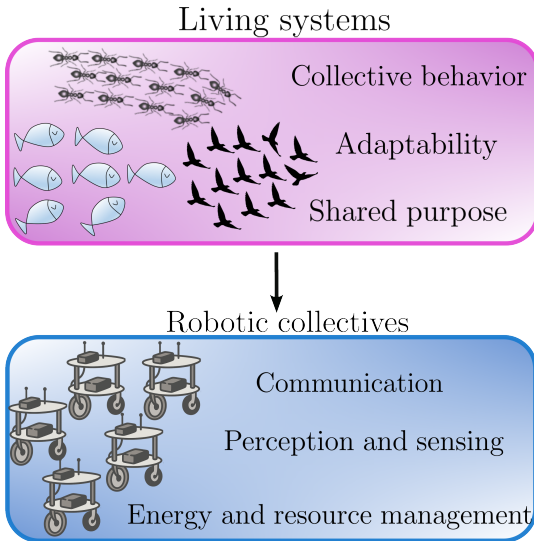 Living systems
Collective behavior
Adaptability
Shared purpose
Robotic collectives
Communication
Perception and sensing
Energy and resource management